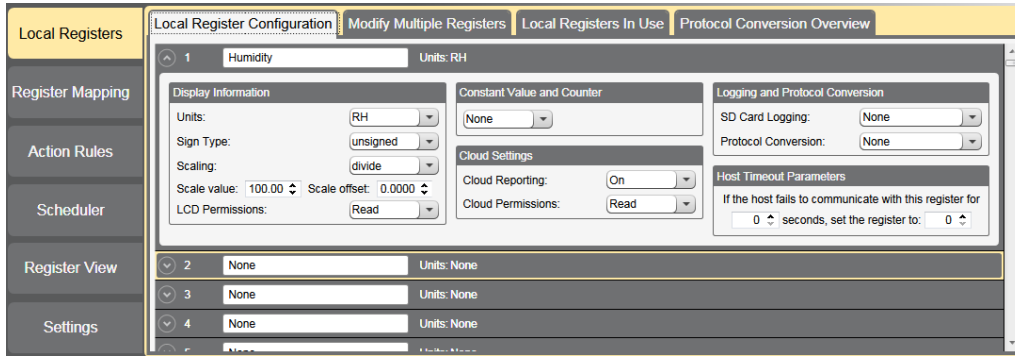 Local Registers
Register Mapping
Action Rules
Scheduler
Register View
Settings
Local Register Configuration Modify Multiple Registers Local Registers In Use Protocol Conversion Overview
1 Humidity Units: RH
Display Information
Units: RH
Sign Type: unsigned
Scaling: divide
Scale value: 100.00 Scale offset: 0.0000
LCD Permissions: Read
Constant Value and Counter
None
Cloud Settings
Cloud Reporting: On
Cloud Permissions: Read
Logging and Protocol Conversion
SD Card Logging: None
Protocol Conversion: None
Host Timeout Parameters
If the host fails to communicate with this register for
0 seconds, set the register to: 0
2 None Units: None
3 None Units: None
4 None Units: None